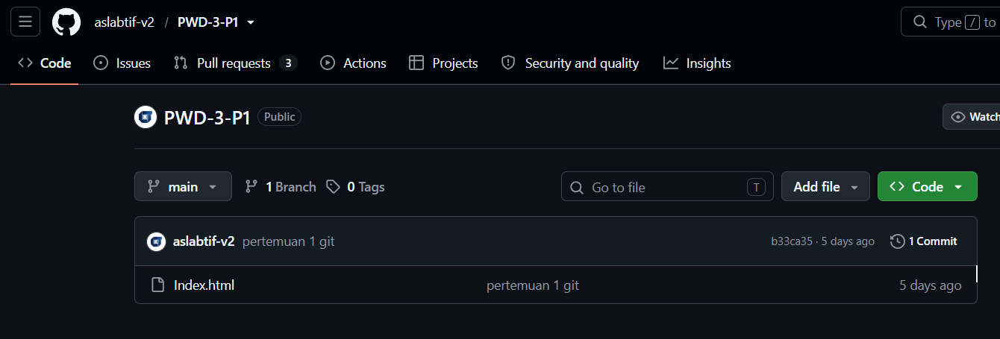 aslabtif-v2 / PWD-3-P1
Type / to
Code Issues Pull requests 3 Actions Projects Security and quality Insights
PWD-3-P1 Public
Watch
main 1 Branch 0 Tags
Go to file T Add file Code
aslabtif-v2 pertemuan 1 git b33ca35 · 5 days ago 1 Commit
Index.html pertemuan 1 git 5 days ago